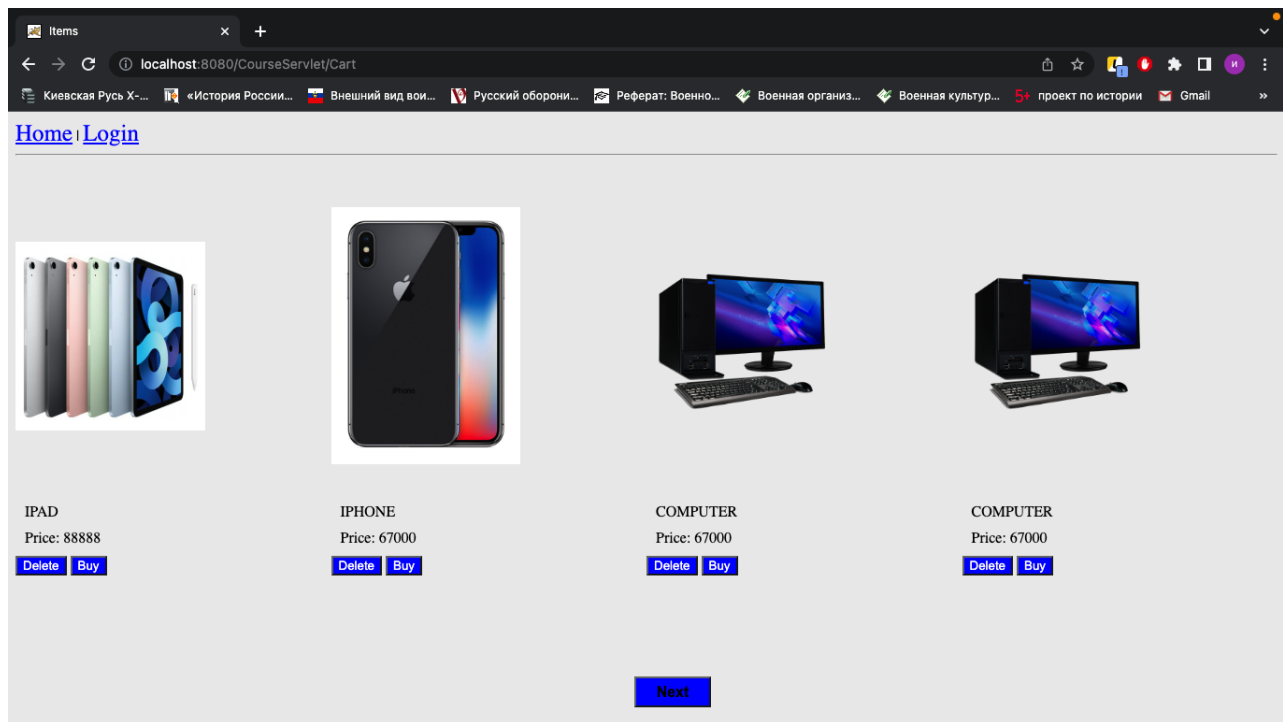 Items
localhost:8080/CourseServlet/Cart
И
Киевская Русь X-... «История России... Внешний вид вои... Русский оборони... Реферат: Военно... Военная организ... Военная культур... 5+ проект по истории Gmail »
Home | Login
iPhone
IPAD IPHONE COMPUTER COMPUTER
Price: 88888 Price: 67000 Price: 67000 Price: 67000
Delete Buy Delete Buy Delete Buy Delete Buy
Next